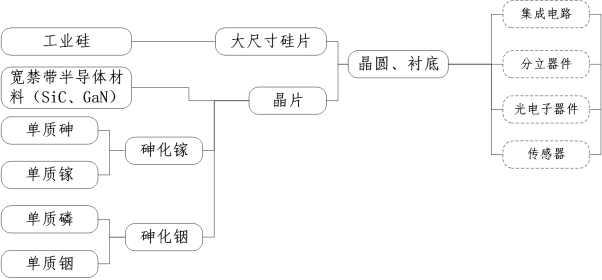 工业硅
大尺寸硅片
宽禁带半导体材
料（SiC、GaN）
晶片
单质砷
单质镓
砷化镓
单质磷
单质铟
砷化铟
晶圆、衬底
集成电路
分立器件
光电子器件
传感器